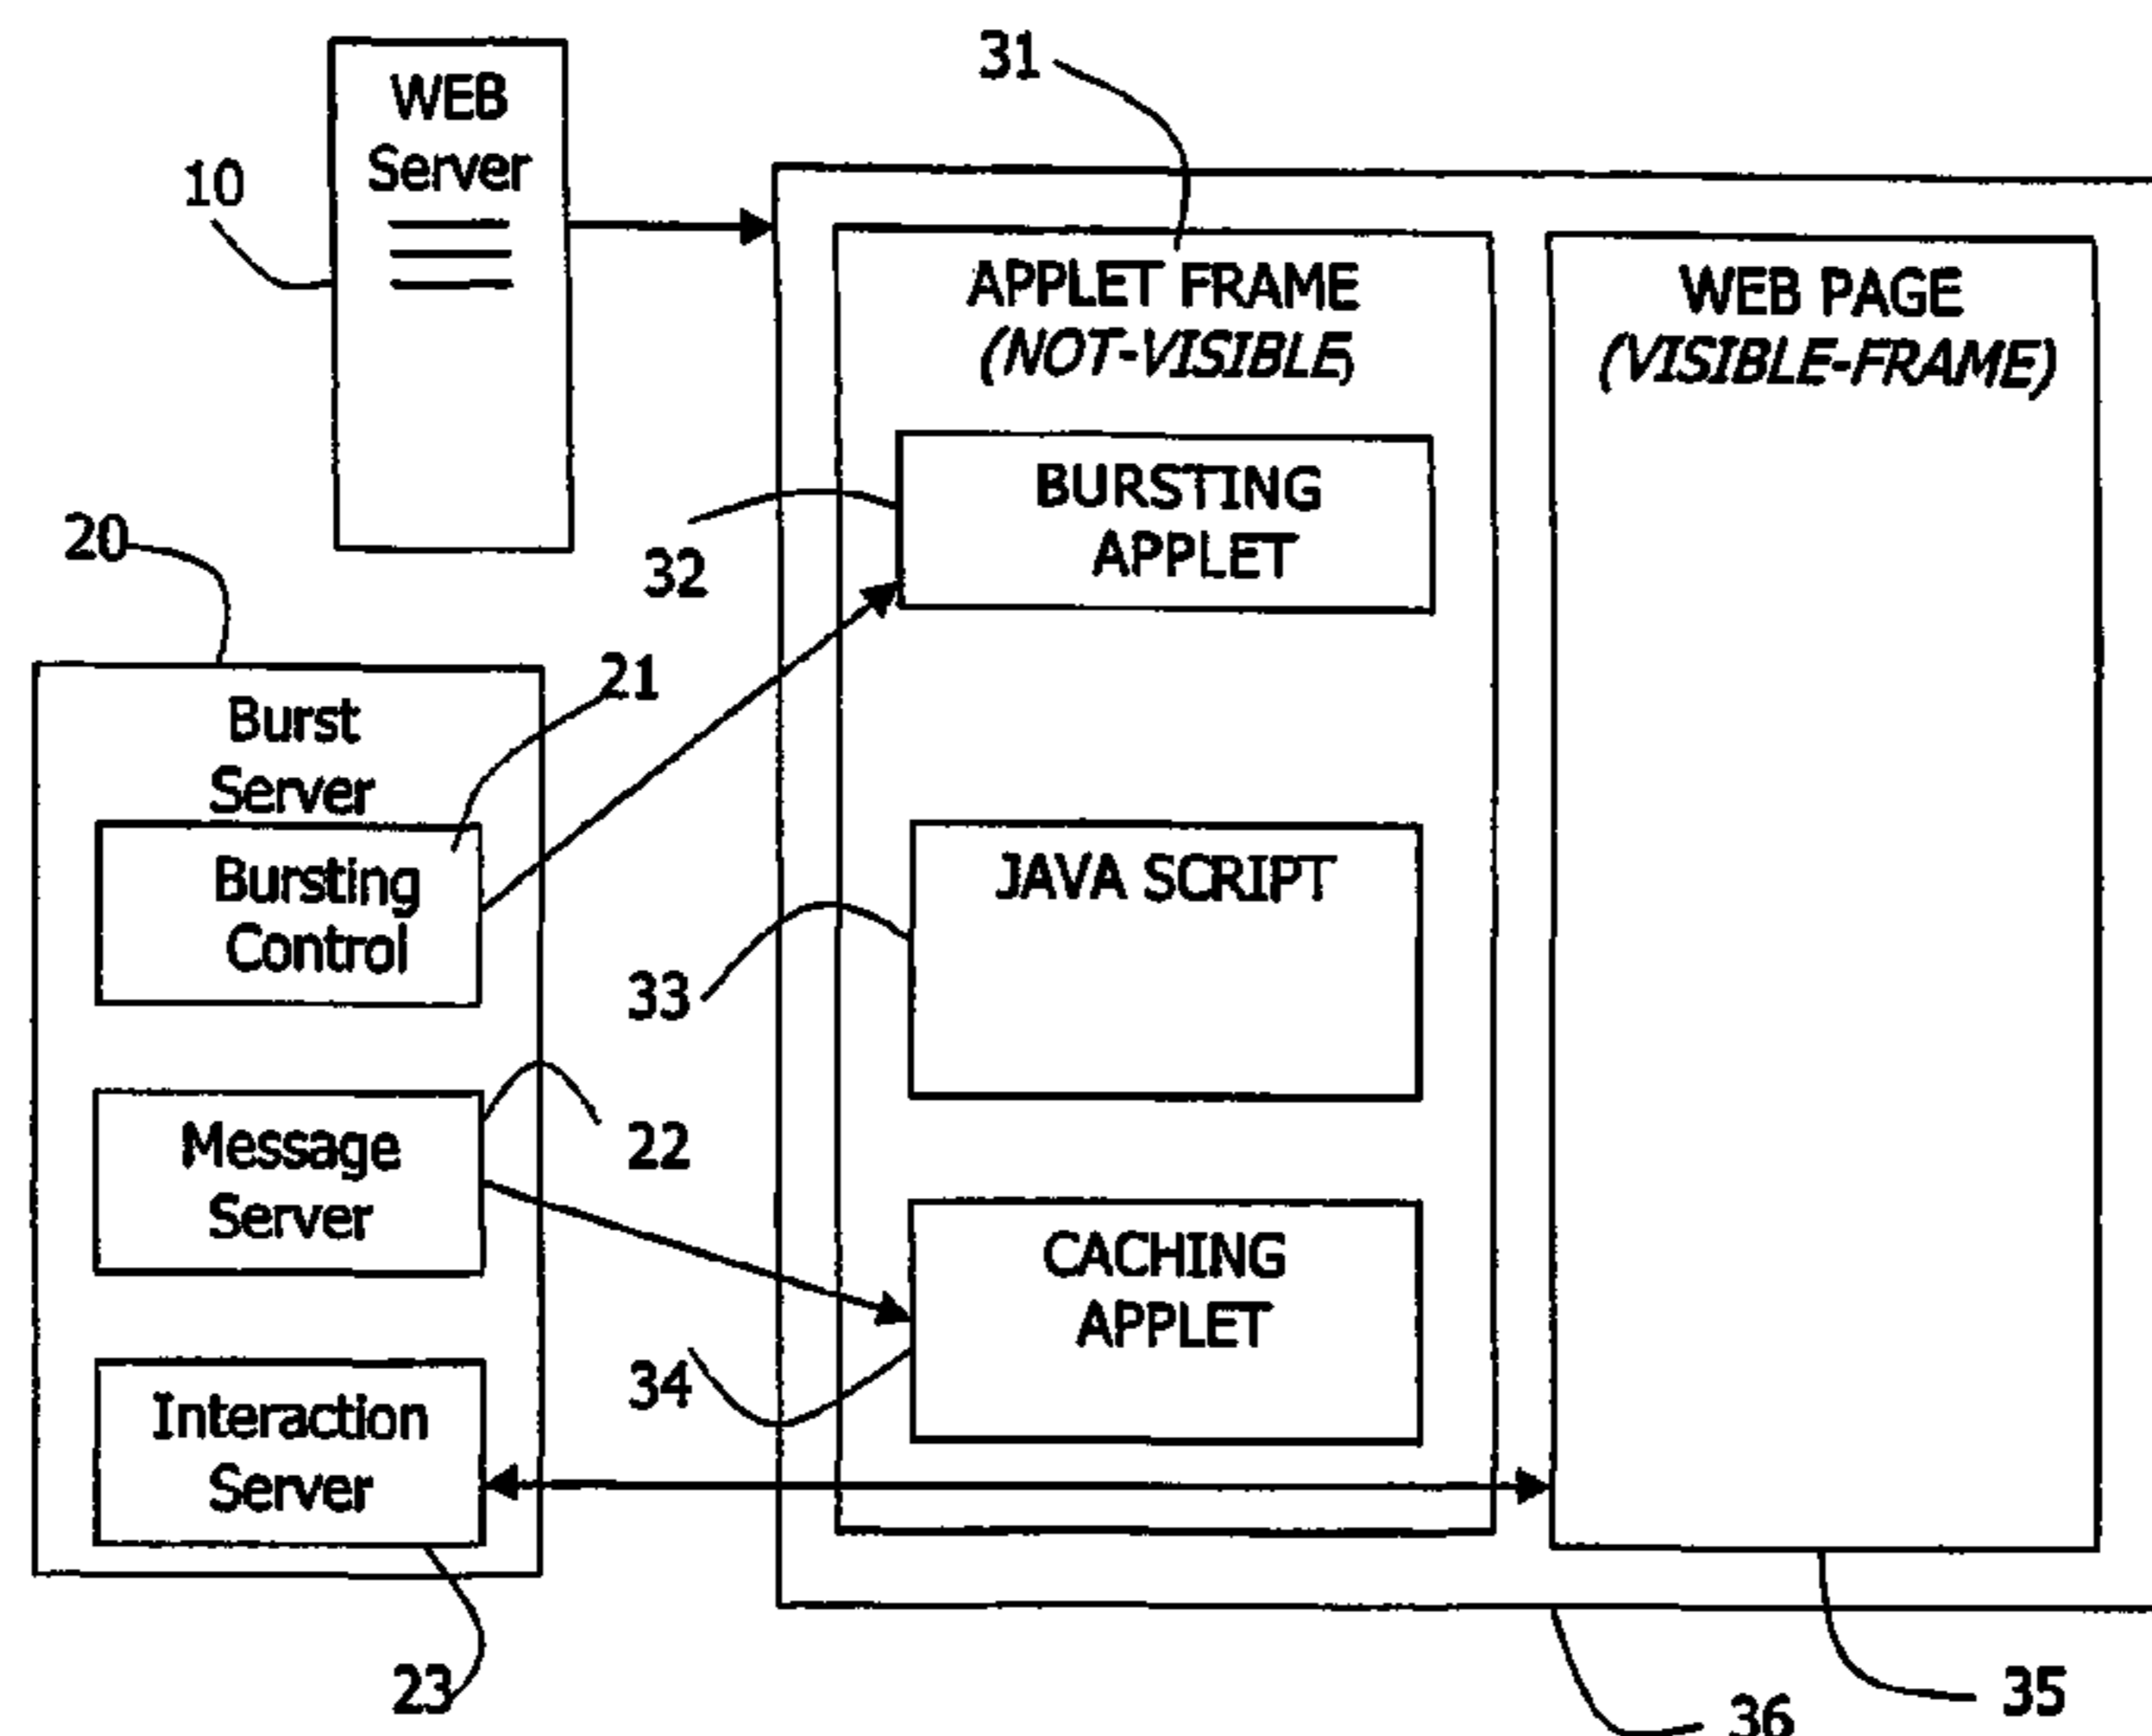 31
WEB
Server
10
APPLET FRAME
(NOT-VISIBLE)
WEB PAGE
(VISIBLE-FRAME)
BURSTING
APPLET
20
32
21
Burst
Server
Bursting
Control
JAVA SCRIPT
33
Message
Server
22
CACHING
APPLET
34
Interaction
Server
23
36
35